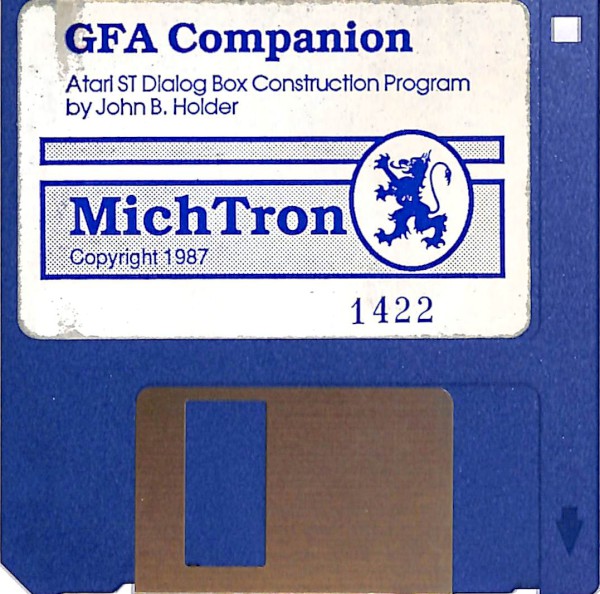 GFA Companion
Atari ST Dialog Box Construction Program
by John B. Holder
MichTron
Copyright 1987
1422